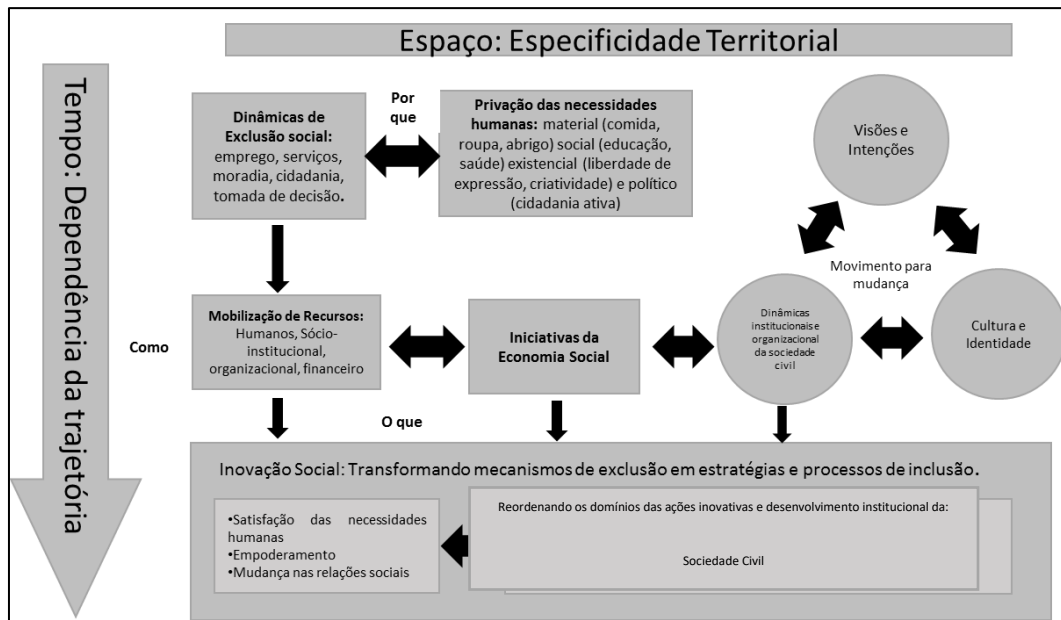 Espaço: Especificidade Territorial
Tempo: Dependência da trajetória
Dinâmicas de
Exclusão social:
emprego, serviços,
moradia, cidadania,
tomada de decisão.
Por
que
Privação das necessidades
humanas: material (comida,
roupa, abrigo) social (educação,
saúde) existencial (liberdade de
expressão, criatividade) e político
(cidadania ativa)
Visões e
Intenções
Movimento para
mudança
Como
Mobilização de Recursos:
Humanos, Sócio-
institucional,
organizacional, financeiro
Iniciativas da
Economia Social
Dinâmicas
institucionais e
organizacional
da sociedade
civil
Cultura e
Identidade
O que
Inovação Social: Transformando mecanismos de exclusão em estratégias e processos de inclusão.
•Satisfação das necessidades
humanas
•Empoderamento
•Mudança nas relações sociais
Reordenando os domínios das ações inovativas e desenvolvimento institucional da:
Sociedade Civil